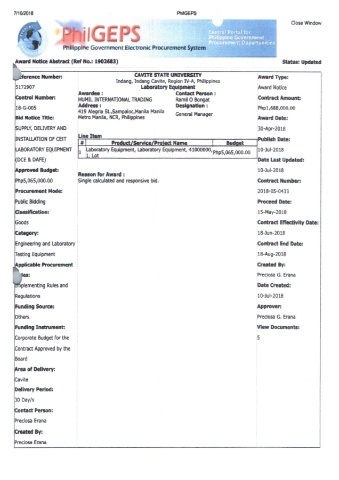 7/10/2018
PhilGEPS
Close Window
PhilGEPS
Central Portal for
Philippine Government
Procurement Opportunities
Philippine Government Electronic Procurement System
Award Notice Abstract (Ref No.: 1983683)
Status: Updated
Reference Number:
5172907
Control Number:
18-G-005
Bid Notice Title:
SUPPLY, DELIVERY AND
INSTALLATION OF CEIT
LABORATORY EQUIPMENT
(DCE & DAFE)
Approved Budget:
Php5,065,000.00
Procurement Mode:
Public Bidding
Classification:
Goods
Category:
Engineering and Laboratory
Testing Equipment
Applicable Procurement
Rules:
Implementing Rules and
Regulations
Funding Source:
Others
Funding Instrument:
Corporate Budget for the
Contract Approved by the
Board
Area of Delivery:
Cavite
Delivery Period:
30 Day/s
Contact Person:
Preciosa Erana
Created By:
Preciosa Erana
CAVITE STATE UNIVERSITY
Indang, Indang Cavite, Region IV-A, Philippines
Laboratory Equipment
Awardee :
INTERNATIONAL TRADING
Address :
419 Alegria St.,Sampaloc,Manila Manila
Metro Manila, NCR, Philippines
Contact Person :
Ramil O Bongat
Designation :
General Manager
Line Item
# Product/Service/Project Name Budget
1 Laboratory Equipment, Laboratory Equipment, 41000000, Php5,065,000.00
1, Lot
Reason for Award :
Single calculated and responsive bid.
Award Type:
Award Notice
Contract Amount:
Award Date:
30-Apr-2018
Publish Date:
10-Jul-2018
Date Last Updated:
10-Jul-2018
Contract Number:
2018-05-0431
Proceed Date:
15-May-2018
Contract Effectivity Date:
18-Jun-2018
Contract End Date:
18-Aug-2018
Created By:
Preciosa G. Erana
Date Created:
10-Jul-2018
Approver:
Preciosa G. Erana
View Documents:
5